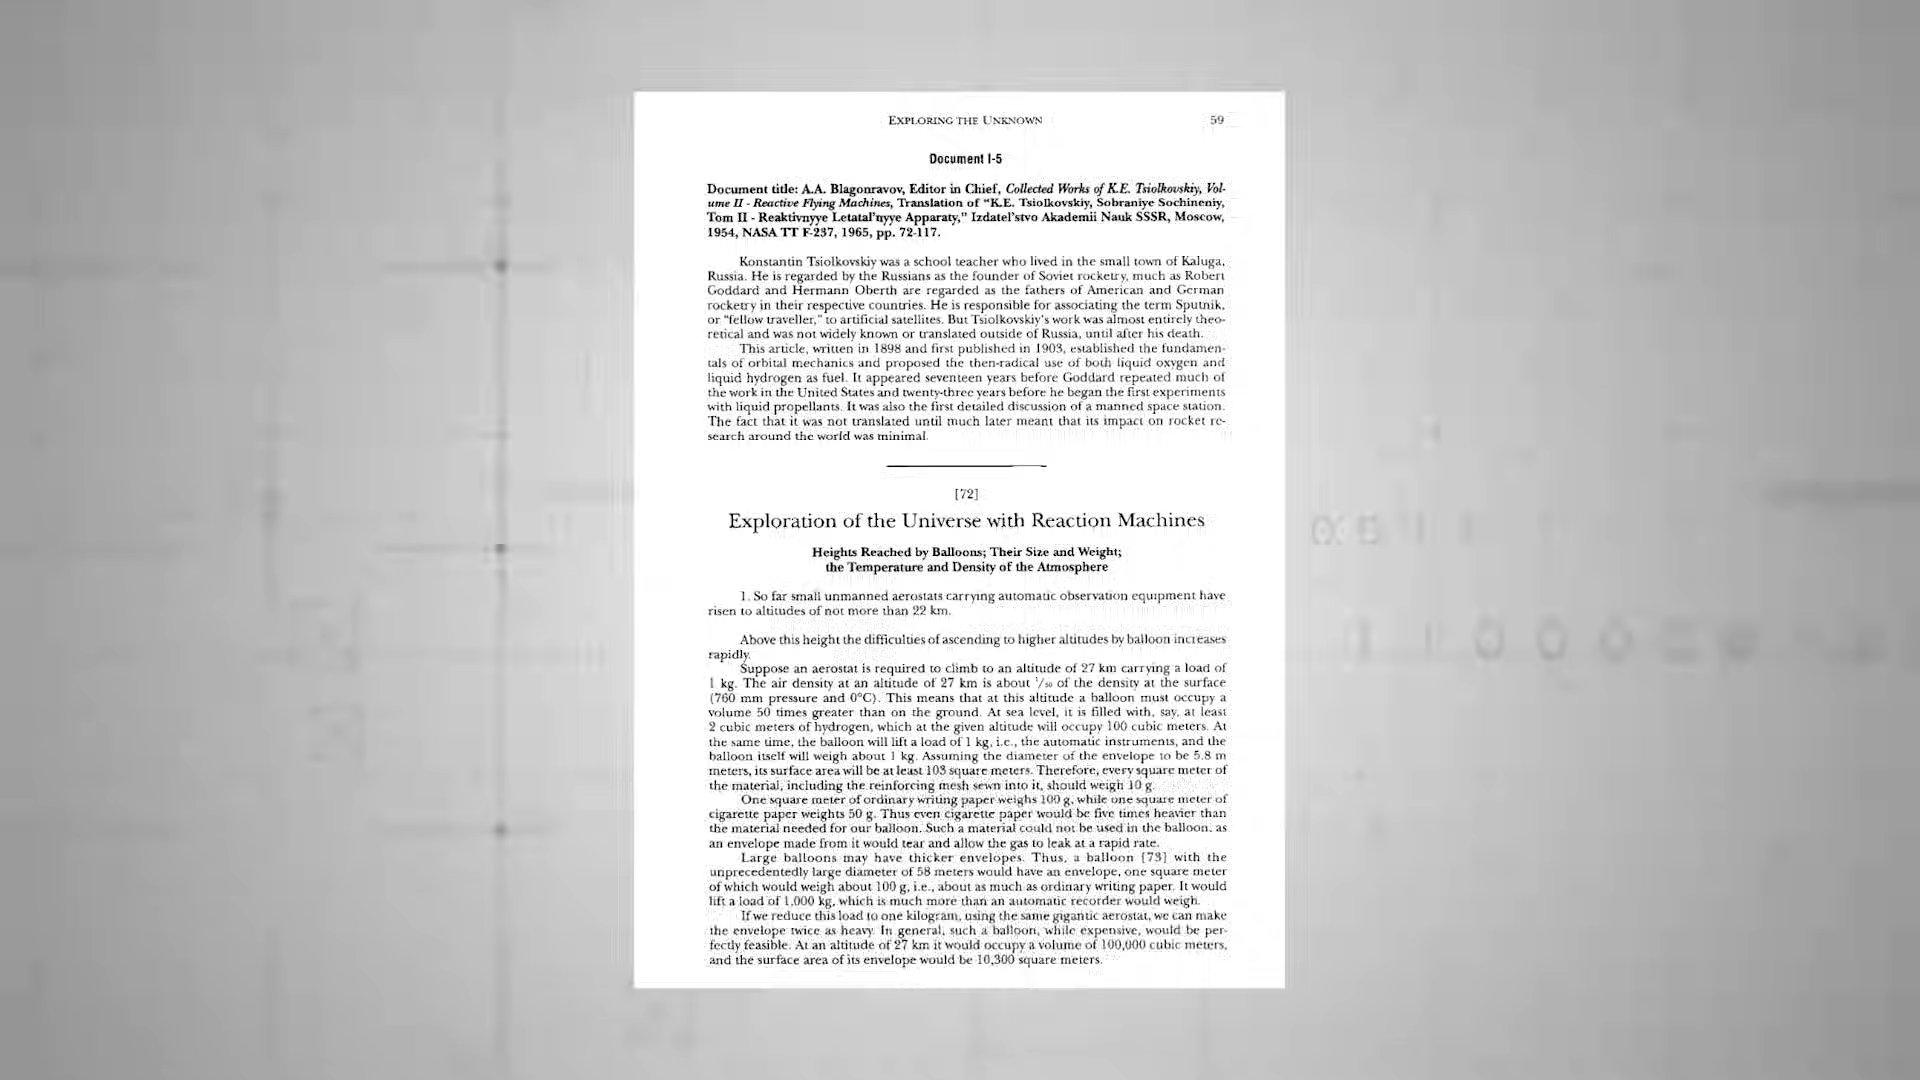 EXPLORING THE UNKNOWN 59
Document I-5
Document title: A.A. Blagonravov, Editor in Chief, Collected Works of K.E. Tsiolkovskiy, Vol-
ume II - Reactive Flying Machines, Translation of "K.E. Tsiolkovskiy, Sobraniye Sochineniy,
Tom II - Reaktivnyye Letatal'nyye Apparaty," Izdatel'stvo Akademii Nauk SSSR, Moscow,
1954, NASA TT F-237, 1965, pp. 72-117.
Konstantin Tsiolkovskiy was a school teacher who lived in the small town of Kaluga,
Russia. He is regarded by the Russians as the founder of Soviet rocketry, much as Robert
Goddard and Hermann Oberth are regarded as the fathers of American and German
rocketry in their respective countries. He is responsible for associating the term Sputnik,
or "fellow traveller," to artificial satellites. But Tsiolkovskiy's work was almost entirely theo-
retical and was not widely known or translated outside of Russia, until after his death.
This article, written in 1898 and first published in 1903, established the fundamen-
tals of orbital mechanics and proposed the then-radical use of both liquid oxygen and
liquid hydrogen as fuel. It appeared seventeen years before Goddard repeated much of
the work in the United States and twenty-three years before he began the first experiments
with liquid propellants. It was also the first detailed discussion of a manned space station.
The fact that it was not translated until much later meant that its impact on rocket re-
search around the world was minimal.
[72]
Exploration of the Universe with Reaction Machines
Heights Reached by Balloons; Their Size and Weight;
the Temperature and Density of the Atmosphere
1. So far small unmanned aerostats carrying automatic observation equipment have
risen to altitudes of not more than 22 km.
Above this height the difficulties of ascending to higher altitudes by balloon increases
rapidly.
Suppose an aerostat is required to climb to an altitude of 27 km carrying a load of
1 kg. The air density at an altitude of 27 km is about 1/50 of the density at the surface
(760 mm pressure and 0°C). This means that at this altitude a balloon must occupy a
volume 50 times greater than on the ground. At sea level, it is filled with, say, at least
2 cubic meters of hydrogen, which at the given altitude will occupy 100 cubic meters. At
the same time, the balloon will lift a load of 1 kg, i.e., the automatic instruments, and the
balloon itself will weigh about 1 kg. Assuming the diameter of the envelope to be 5.8 m
meters, its surface area will be at least 103 square meters. Therefore, every square meter of
the material, including the reinforcing mesh sewn into it, should weigh 10 g.
One square meter of ordinary writing paper weighs 100 g, while one square meter of
cigarette paper weights 50 g. Thus even cigarette paper would be five times heavier than
the material needed for our balloon. Such a material could not be used in the balloon, as
an envelope made from it would tear and allow the gas to leak at a rapid rate.
Large balloons may have thicker envelopes. Thus, a balloon [73] with the
unprecedentedly large diameter of 58 meters would have an envelope, one square meter
of which would weigh about 100 g, i.e., about as much as ordinary writing paper. It would
lift a load of 1,000 kg, which is much more than an automatic recorder would weigh.
If we reduce this load to one kilogram, using the same gigantic aerostat, we can make
the envelope twice as heavy. In general, such a balloon, while expensive, would be per-
fectly feasible. At an altitude of 27 km it would occupy a volume of 100,000 cubic meters,
and the surface area of its envelope would be 10,300 square meters.